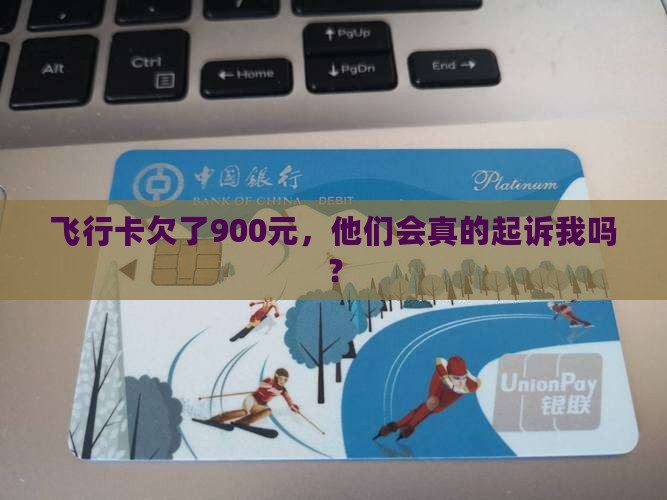 PgUp
Alt
Ctrl
Home
PgDn
End
中国银行
Platinum
BANK OF CHINA DEBIT
飞行卡欠了900元，他们会真的起诉我吗
？
UnionPay
银联